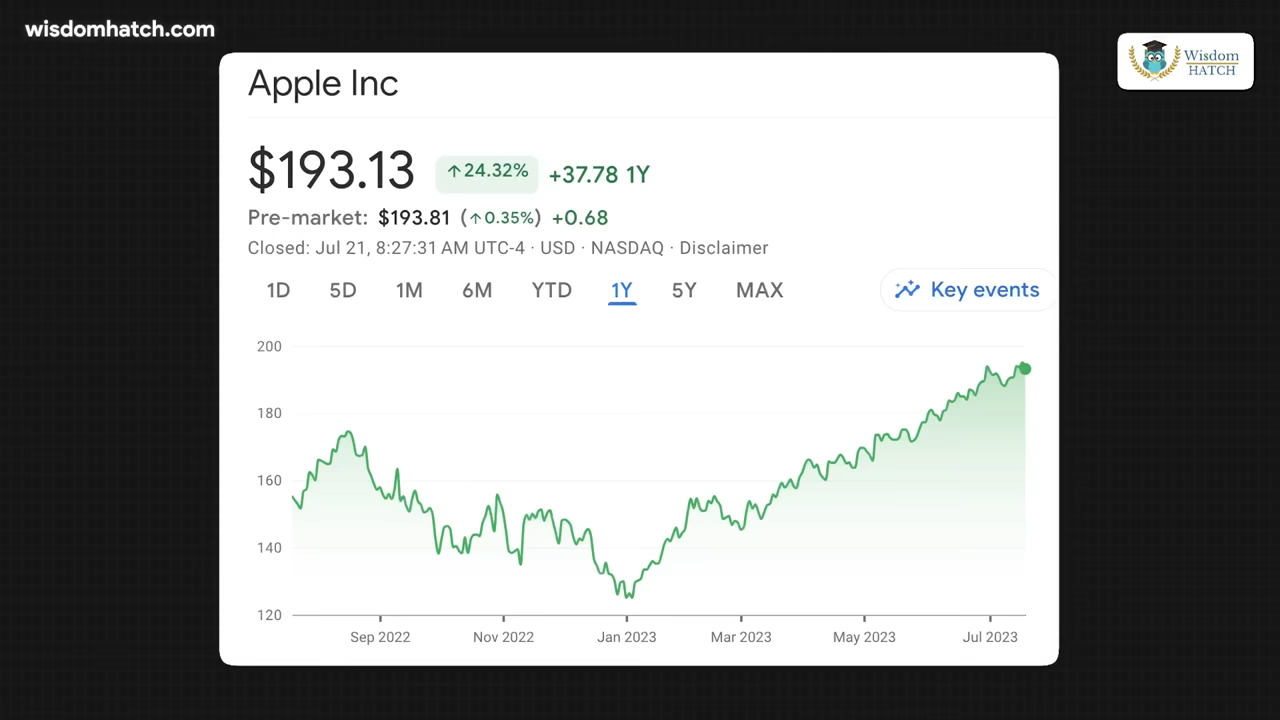 wisdomhatch.com
Wisdom
HATCH
Apple Inc
$193.13 ↑24.32% +37.78 1Y
Pre-market: $193.81 (↑0.35%) +0.68
Closed: Jul 21, 8:27:31 AM UTC-4 · USD · NASDAQ · Disclaimer
1D 5D 1M 6M YTD 1Y 5Y MAX Key events
200
180
160
140
120
Sep 2022 Nov 2022 Jan 2023 Mar 2023 May 2023 Jul 2023